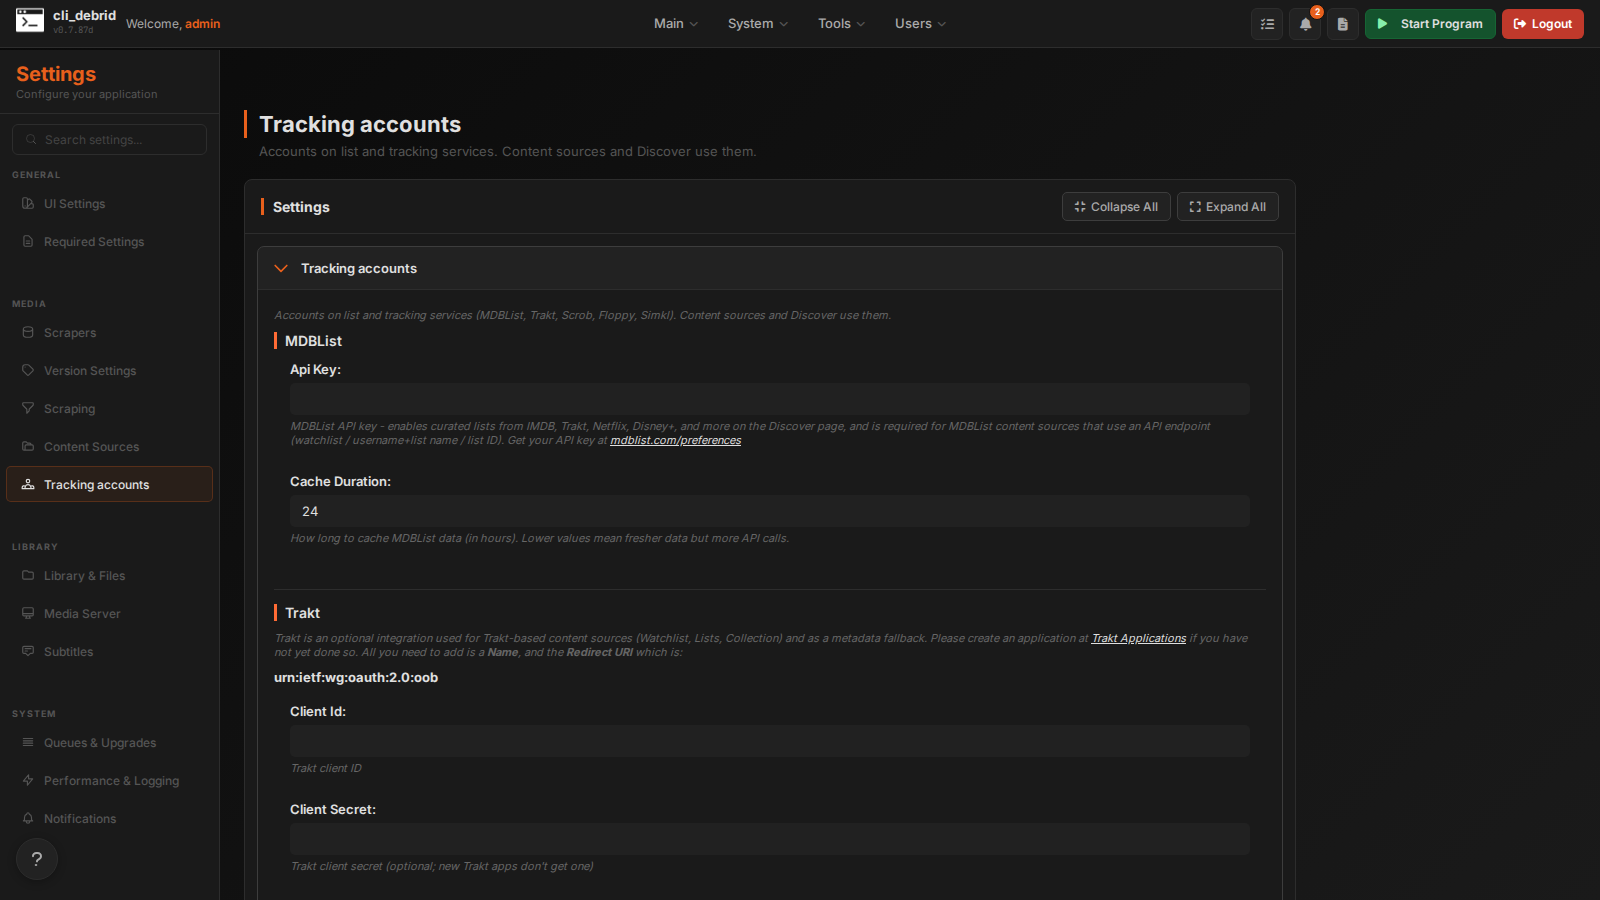 cli_debrid
v0.7.87d
Welcome, admin
Main
System
Tools
Users
2
Start Program
Logout
Settings
Configure your application
Search settings...
GENERAL
UI Settings
Required Settings
MEDIA
Scrapers
Version Settings
Scraping
Content Sources
Tracking accounts
LIBRARY
Library & Files
Media Server
Subtitles
SYSTEM
Queues & Upgrades
Performance & Logging
Notifications
?
Tracking accounts
Accounts on list and tracking services. Content sources and Discover use them.
Settings
Collapse All
Expand All
Tracking accounts
Accounts on list and tracking services (MDBList, Trakt, Scrob, Floppy, Simkl). Content sources and Discover use them.
MDBList
Api Key:
MDBList API key - enables curated lists from IMDB, Trakt, Netflix, Disney+, and more on the Discover page, and is required for MDBList content sources that use an API endpoint
(watchlist / username+list name / list ID). Get your API key at mdblist.com/preferences
Cache Duration:
24
How long to cache MDBList data (in hours). Lower values mean fresher data but more API calls.
Trakt
Trakt is an optional integration used for Trakt-based content sources (Watchlist, Lists, Collection) and as a metadata fallback. Please create an application at Trakt Applications if you have
not yet done so. All you need to add is a Name, and the Redirect URI which is:
urn:ietf:wg:oauth:2.0:oob
Client Id:
Trakt client ID
Client Secret:
Trakt client secret (optional; new Trakt apps don't get one)